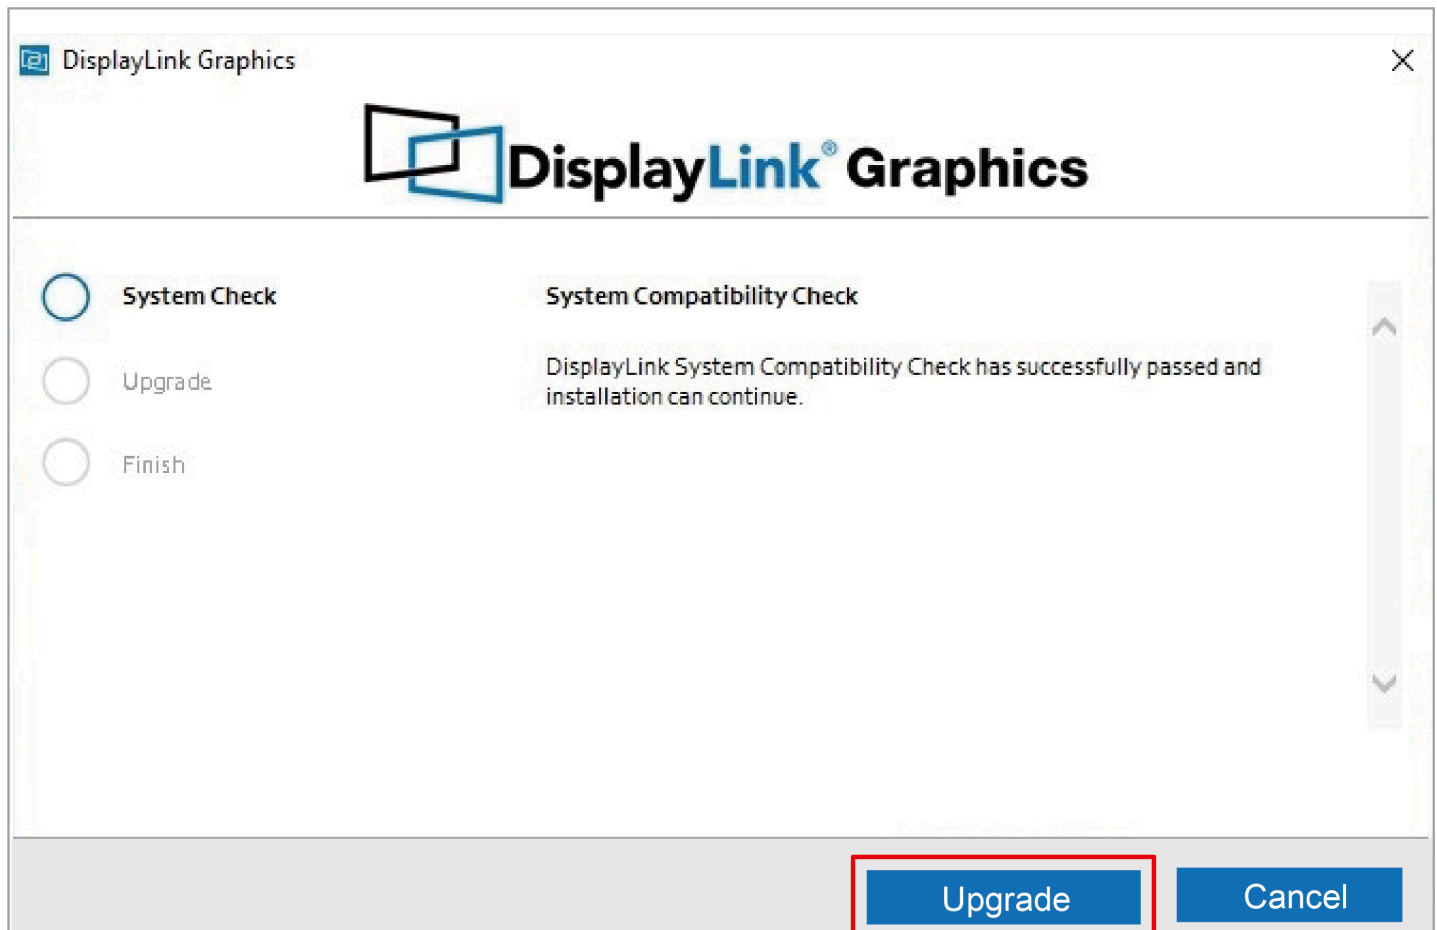 DisplayLink Graphics
DisplayLink® Graphics
System Check
Upgrade
Finish
System Compatibility Check
DisplayLink System Compatibility Check has successfully passed and
installation can continue.
Upgrade
Cancel